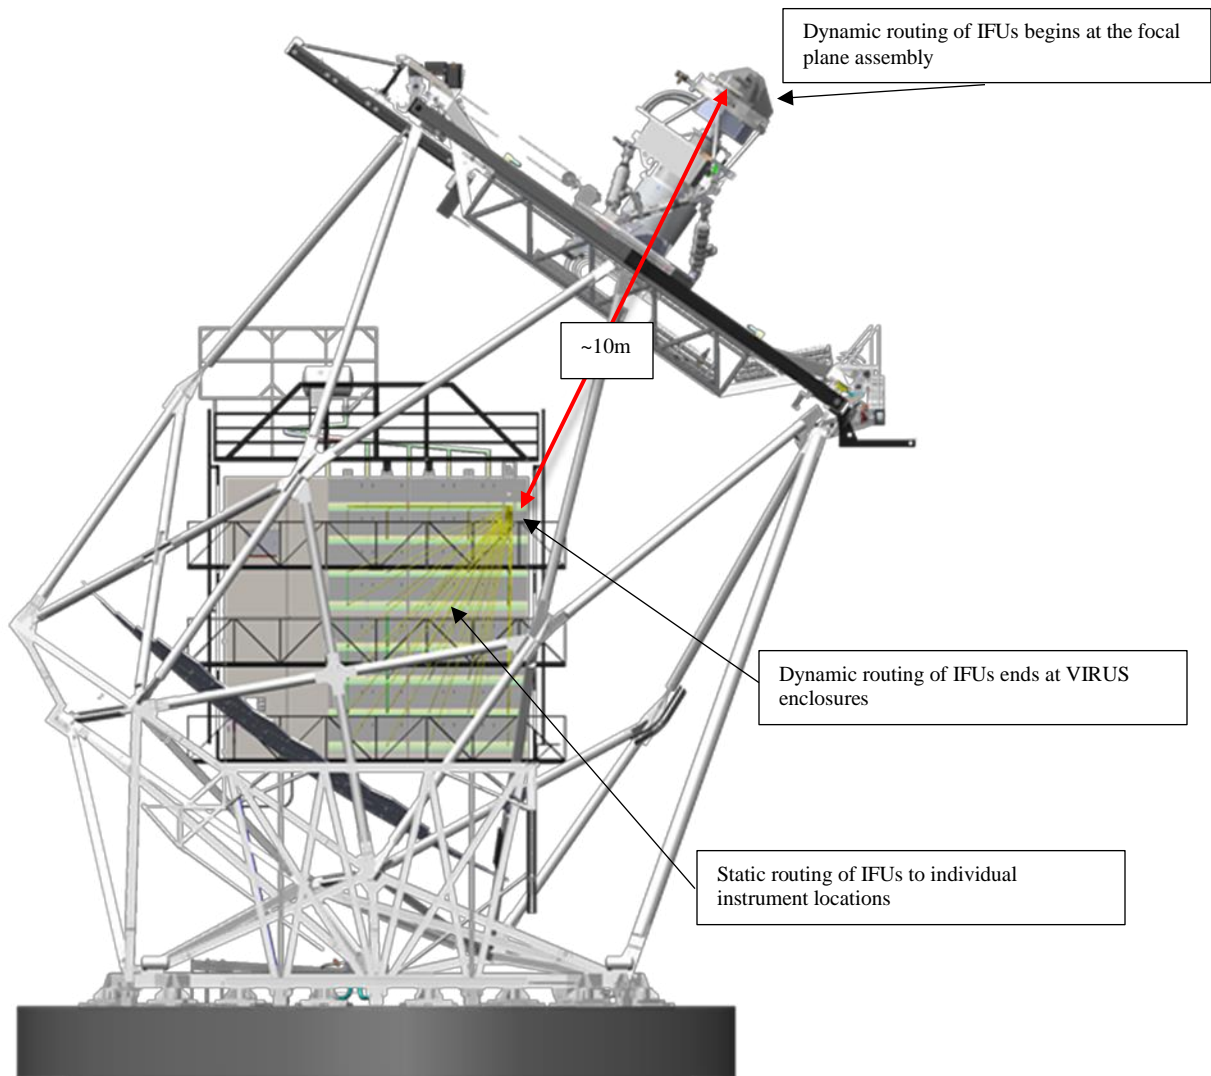 Dynamic routing of IFUs begins at the focal
plane assembly
~10m
Dynamic routing of IFUs ends at VIRUS
enclosures
Static routing of IFUs to individual
instrument locations